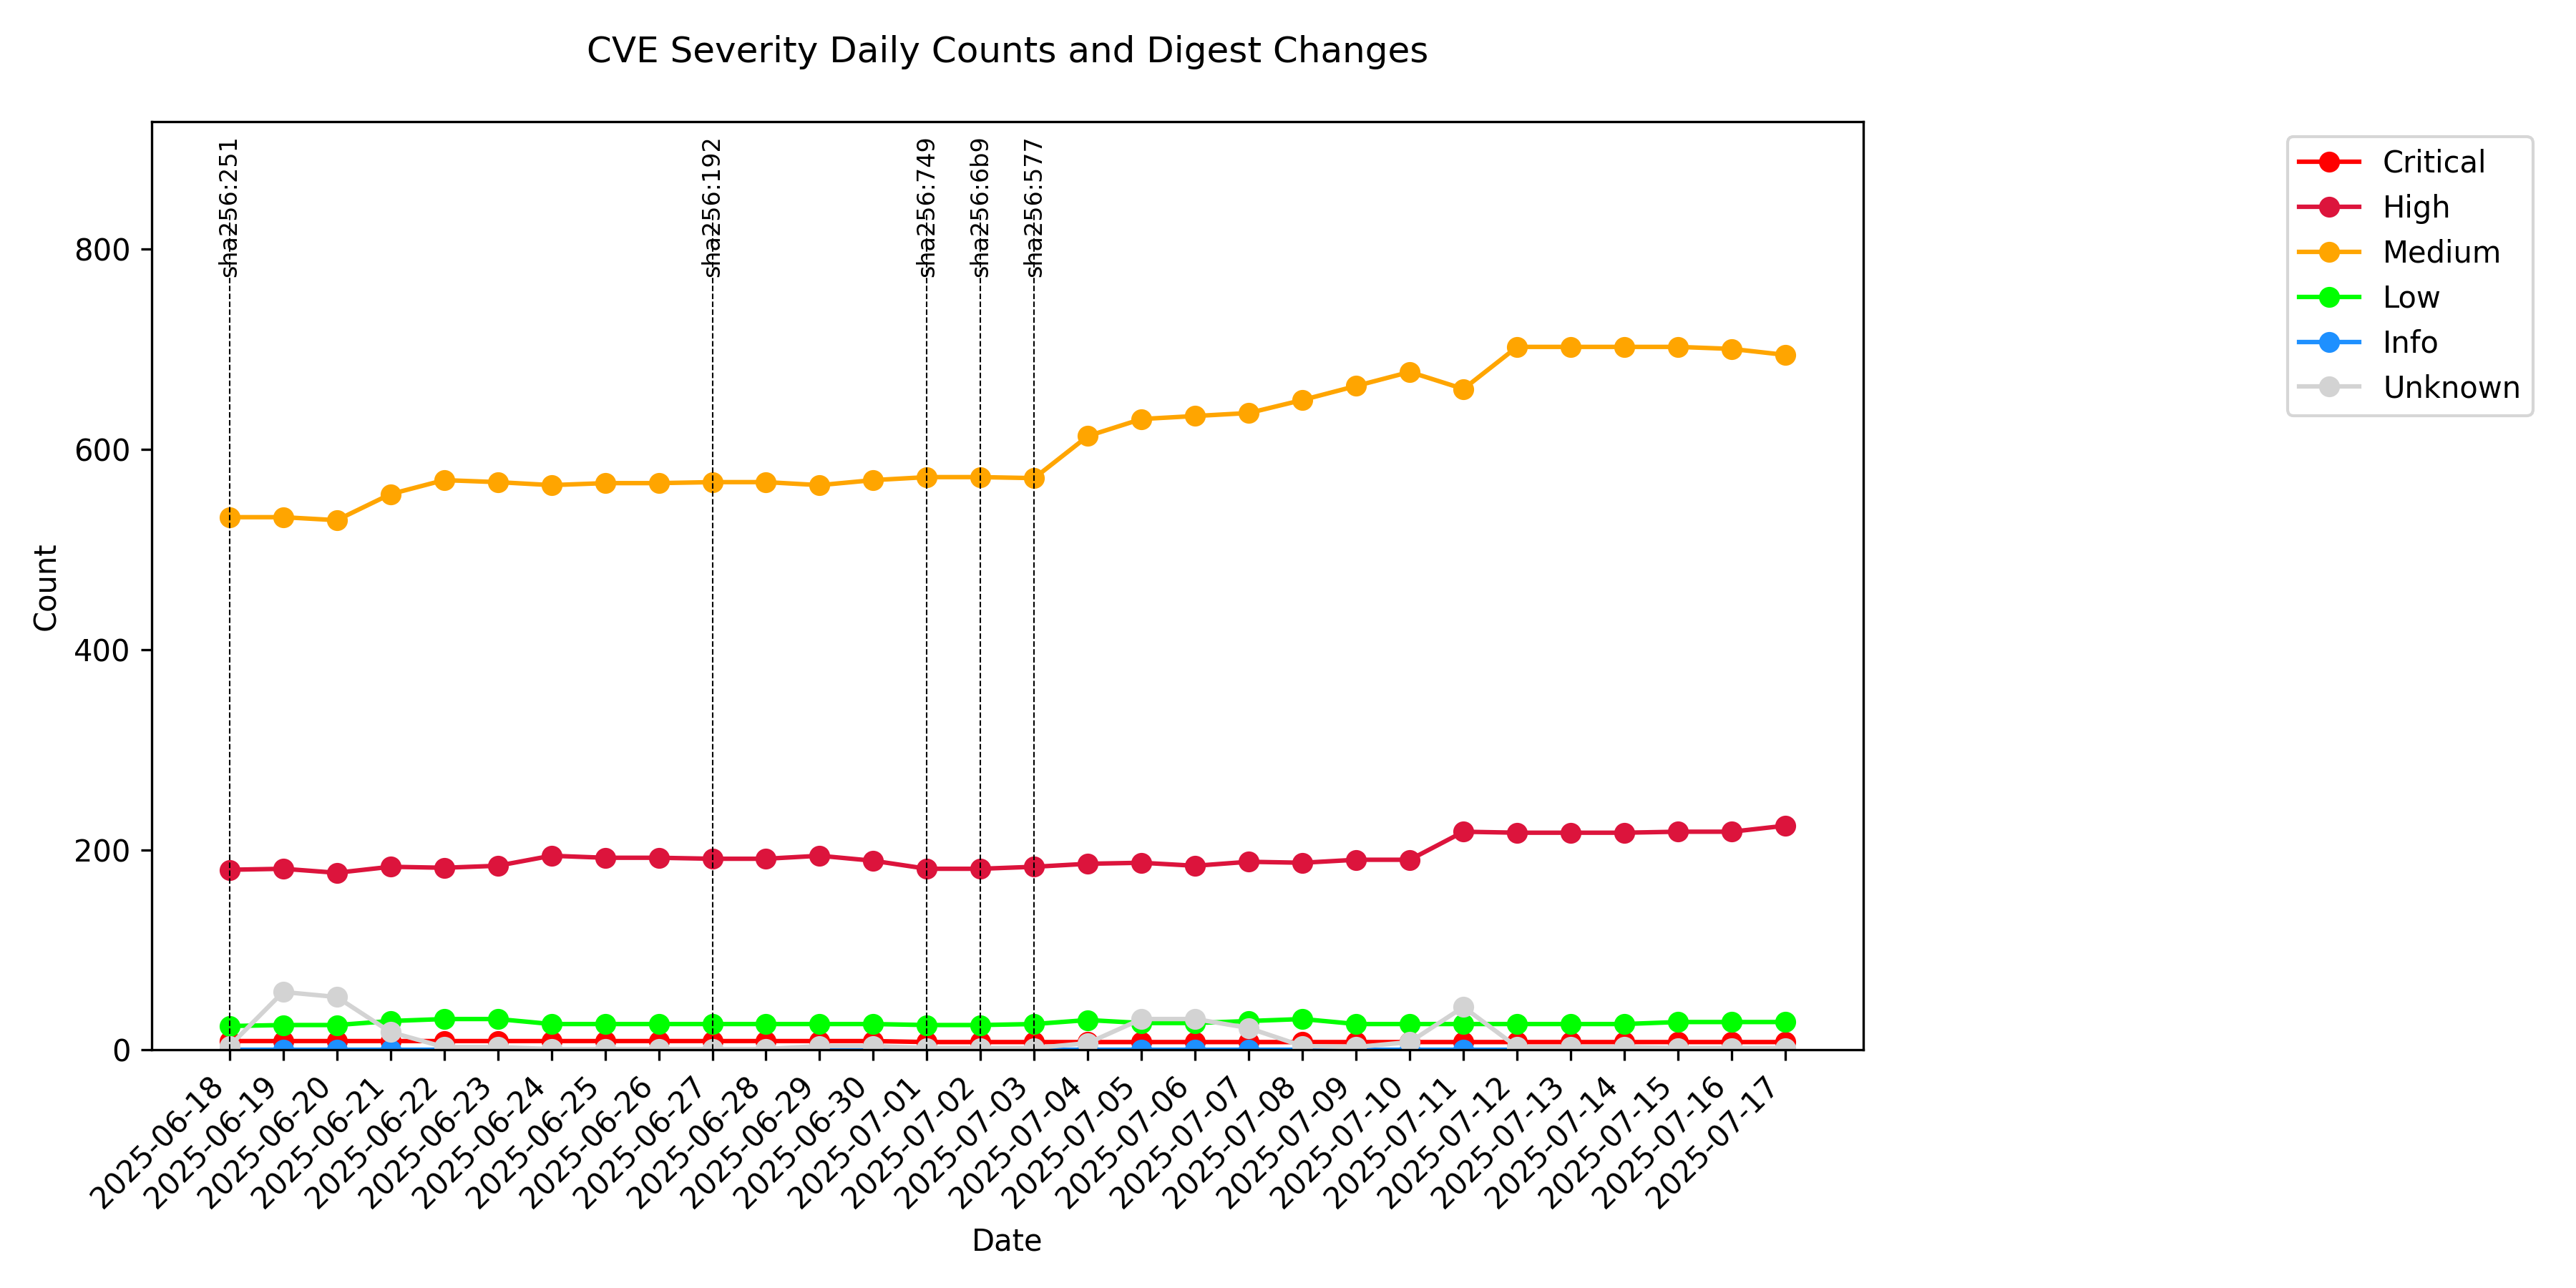 CVE Severity Daily Counts and Digest Changes
sha256:251
sha256:192
sha256:749
sha256:6b9
sha256:577
Critical
High
Medium
Low
Info
Unknown
800
600
400
200
0
Count
2025-06-18
2025-06-19
2025-06-20
2025-06-21
2025-06-22
2025-06-23
2025-06-24
2025-06-25
2025-06-26
2025-06-27
2025-06-28
2025-06-29
2025-06-30
2025-07-01
2025-07-02
2025-07-03
2025-07-04
2025-07-05
2025-07-06
2025-07-07
2025-07-08
2025-07-09
2025-07-10
2025-07-11
2025-07-12
2025-07-13
2025-07-14
2025-07-15
2025-07-16
2025-07-17
Date